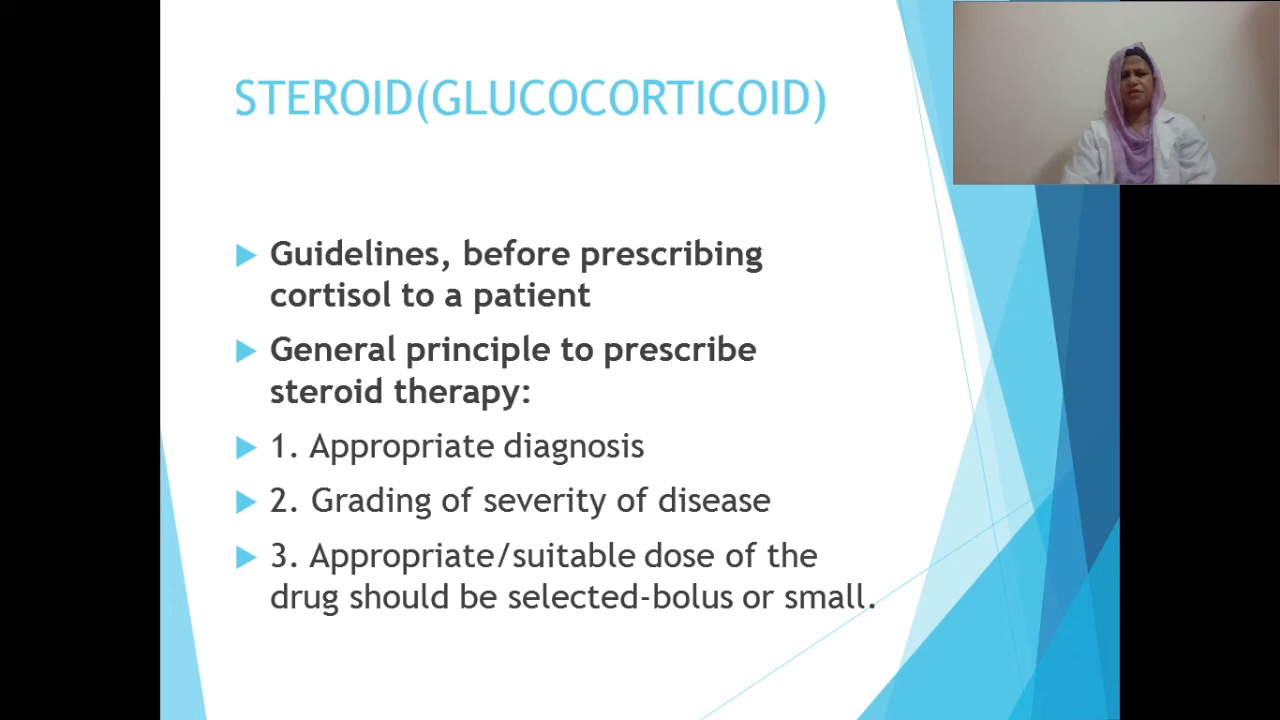 STEROID(GLUCOCORTICOID)
Guidelines, before prescribing
cortisol to a patient
General principle to prescribe
steroid therapy:
1. Appropriate diagnosis
2. Grading of severity of disease
3. Appropriate/suitable dose of the
drug should be selected-bolus or small.